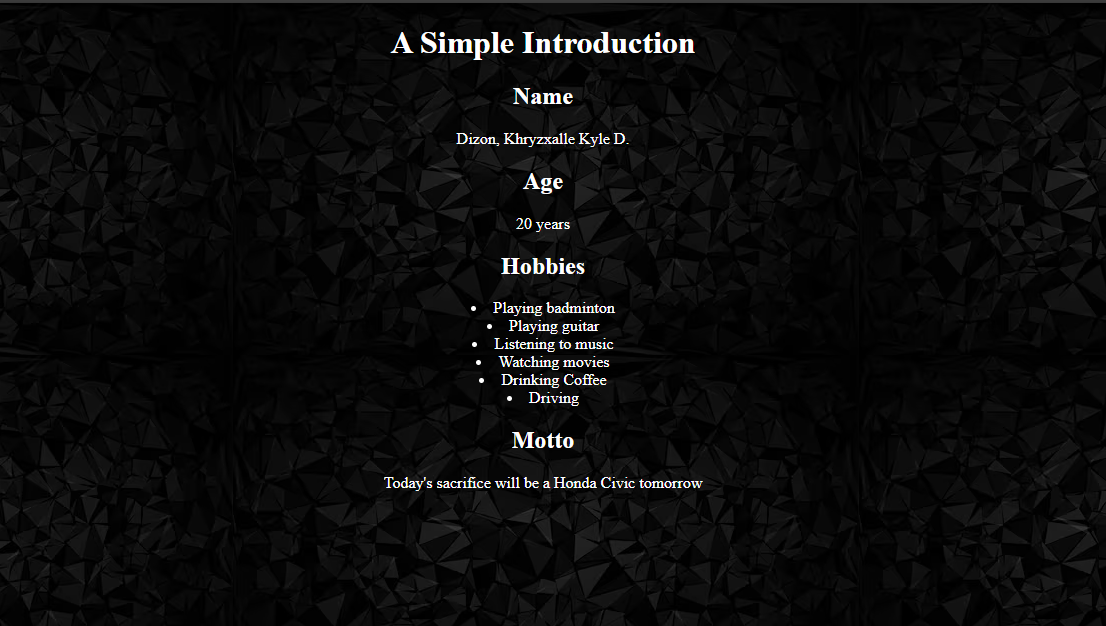 A Simple Introduction
Name
Dizon, Khryzxalle Kyle D.
Age
20 years
Hobbies
• Playing badminton
• Playing guitar
• Listening to music
• Watching movies
• Drinking Coffee
• Driving
Motto
Today's sacrifice will be a Honda Civic tomorrow